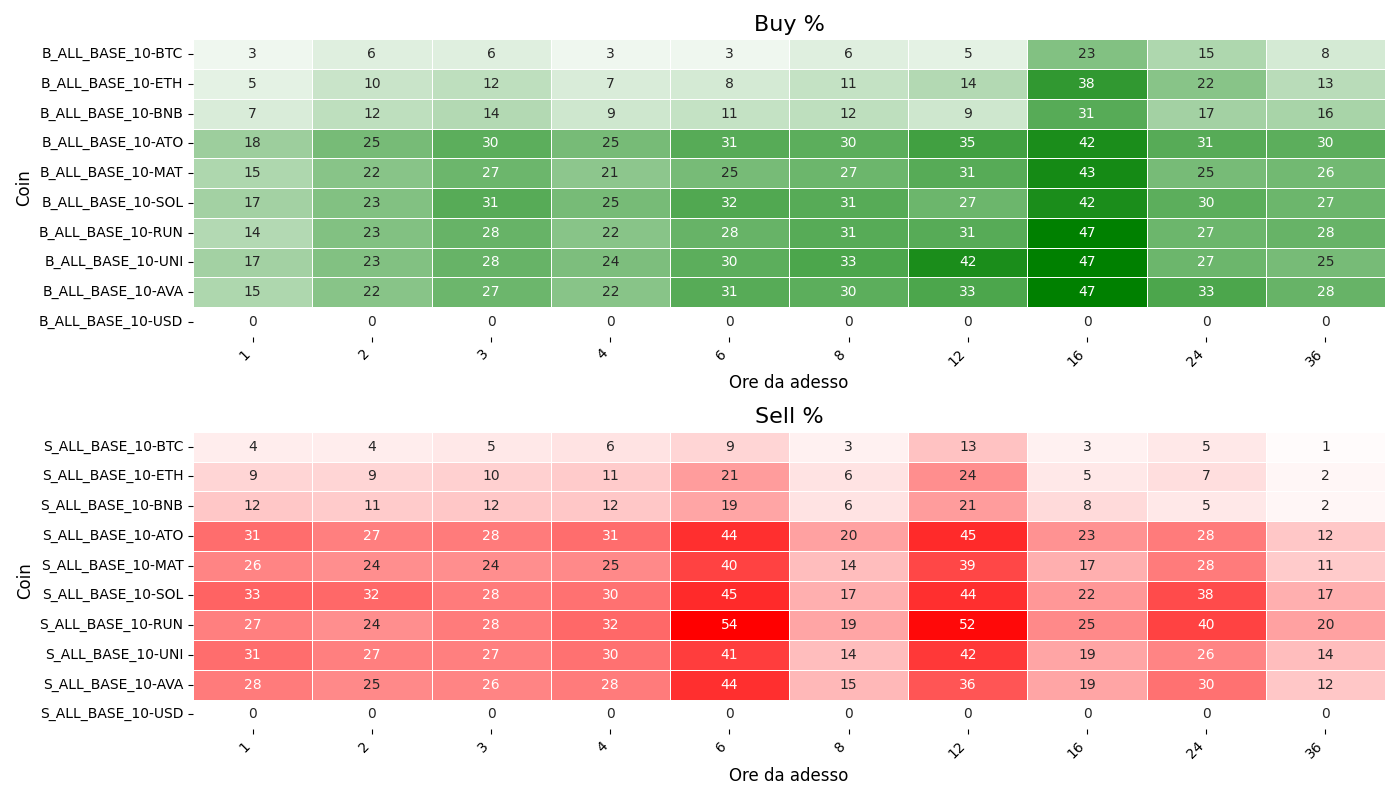 Buy %
Coin
B_ALL_BASE_10-BTC 3 6 6 3 3 6 5 23 15 8
B_ALL_BASE_10-ETH 5 10 12 7 8 11 14 38 22 13
B_ALL_BASE_10-BNB 7 12 14 9 11 12 9 31 17 16
B_ALL_BASE_10-ATO 18 25 30 25 31 30 35 42 31 30
B_ALL_BASE_10-MAT 15 22 27 21 25 27 31 43 25 26
B_ALL_BASE_10-SOL 17 23 31 25 32 31 27 42 30 27
B_ALL_BASE_10-RUN 14 23 28 22 28 31 31 47 27 28
B_ALL_BASE_10-UNI 17 23 28 24 30 33 42 47 27 25
B_ALL_BASE_10-AVA 15 22 27 22 31 30 33 47 33 28
B_ALL_BASE_10-USD 0 0 0 0 0 0 0 0 0 0
1 2 3 4 6 8 12 16 24 36
Ore da adesso
Sell %
Coin
S_ALL_BASE_10-BTC 4 4 5 6 9 3 13 3 5 1
S_ALL_BASE_10-ETH 9 9 10 11 21 6 24 5 7 2
S_ALL_BASE_10-BNB 12 11 12 12 19 6 21 8 5 2
S_ALL_BASE_10-ATO 31 27 28 31 44 20 45 23 28 12
S_ALL_BASE_10-MAT 26 24 24 25 40 14 39 17 28 11
S_ALL_BASE_10-SOL 33 32 28 30 45 17 44 22 38 17
S_ALL_BASE_10-RUN 27 24 28 32 54 19 52 25 40 20
S_ALL_BASE_10-UNI 31 27 27 30 41 14 42 19 26 14
S_ALL_BASE_10-AVA 28 25 26 28 44 15 36 19 30 12
S_ALL_BASE_10-USD 0 0 0 0 0 0 0 0 0 0
1 2 3 4 6 8 12 16 24 36
Ore da adesso